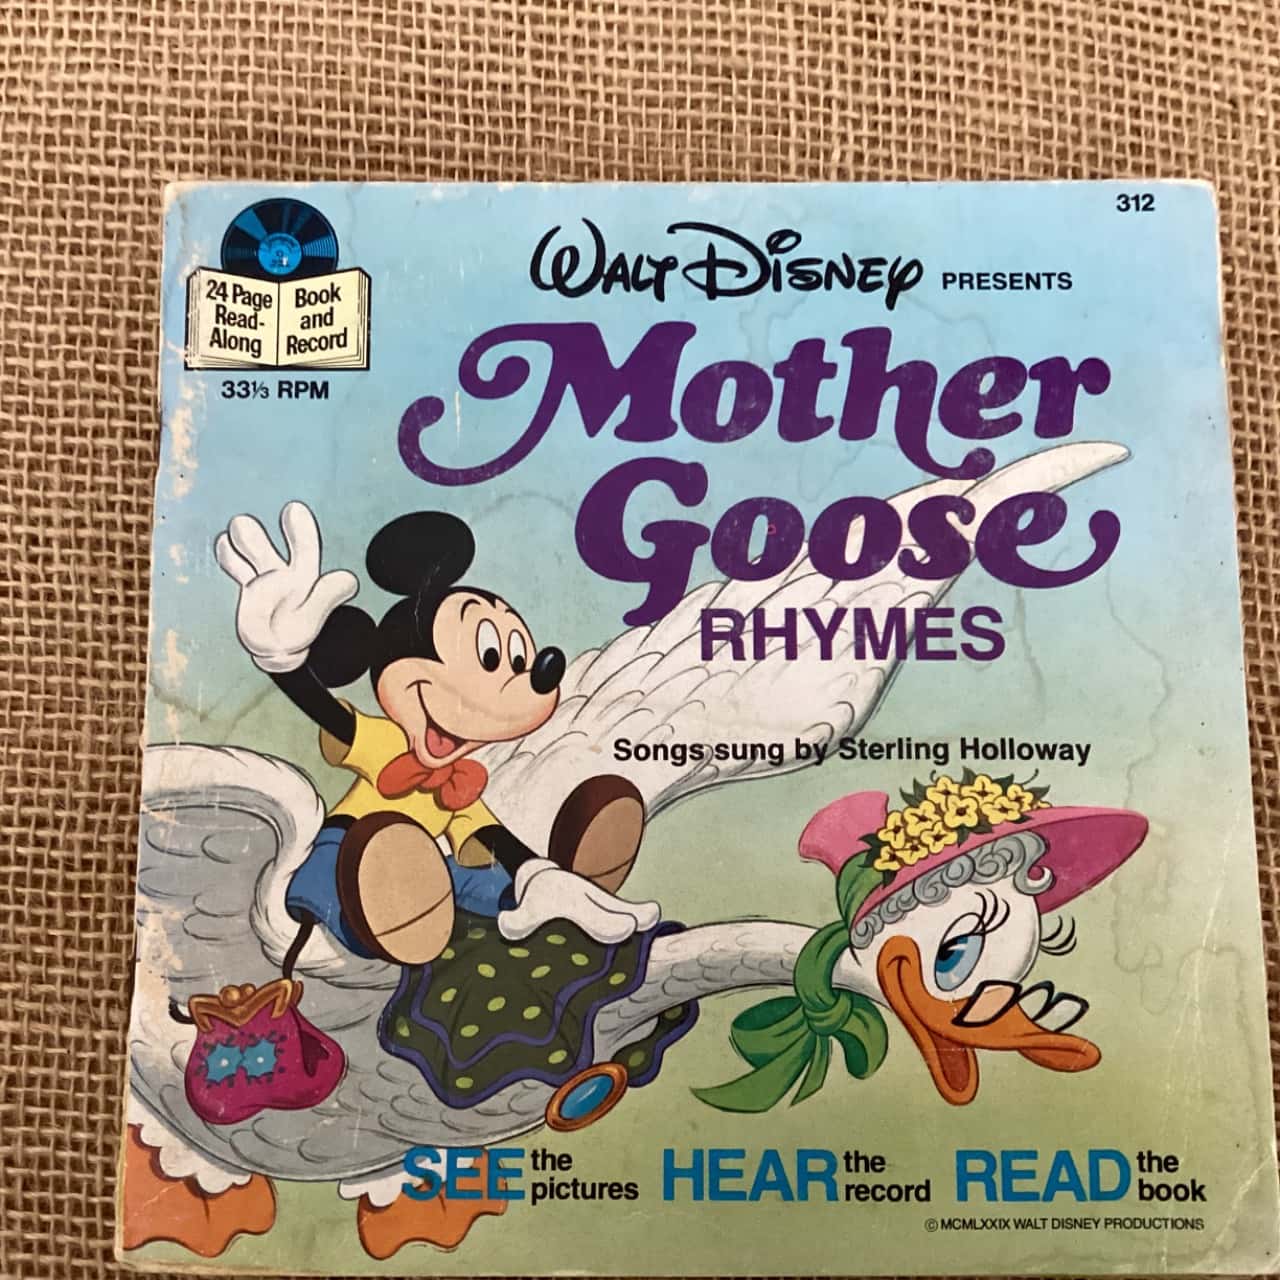 312
24 Page
Read-
Along
Book
and
Record
33⅓ RPM
WALT DISNEY PRESENTS
Mother
Goose
RHYMES
Songs sung by Sterling Holloway
SEE the pictures HEAR the record READ the book
© MCMLXXIX WALT DISNEY PRODUCTIONS